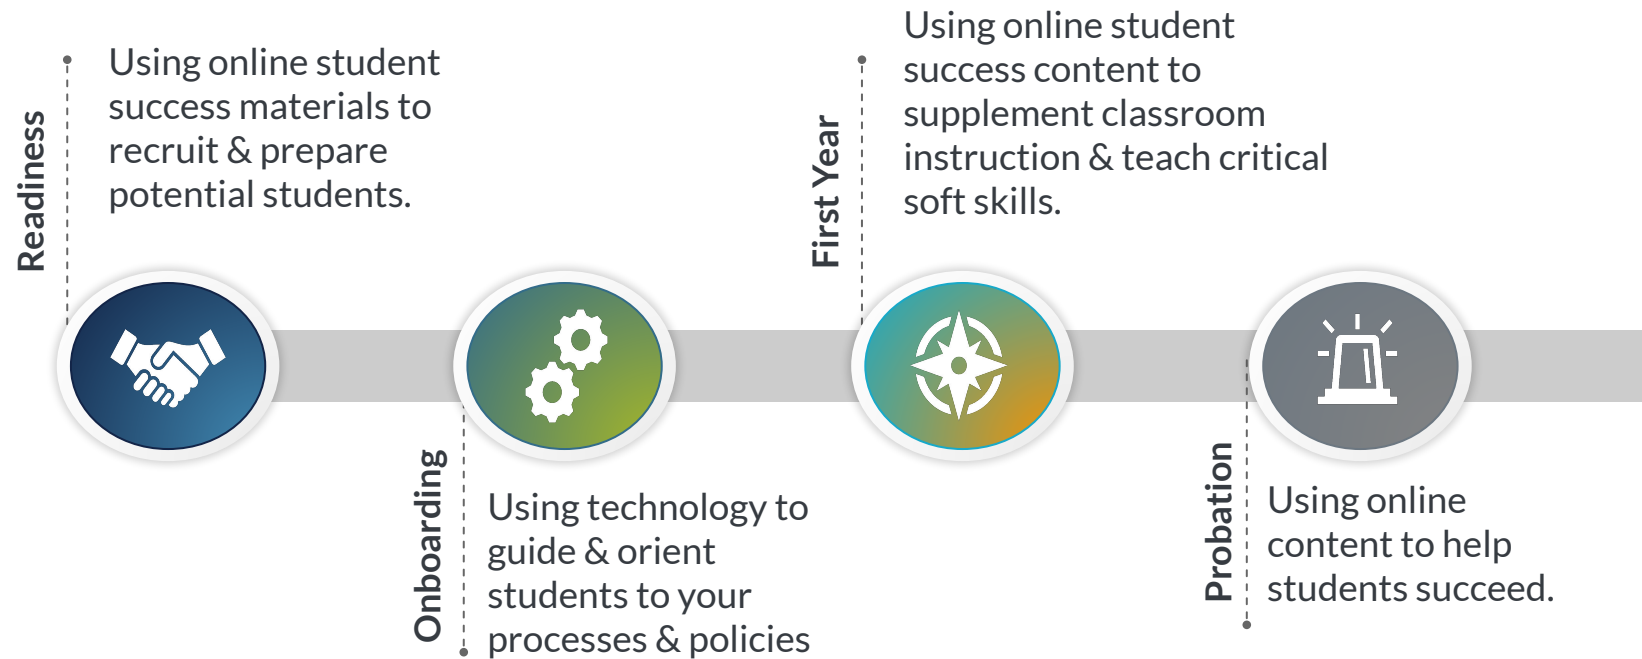 Readiness
Using online student
success materials to
recruit & prepare
potential students.
Onboarding
Using technology to
guide & orient
students to your
processes & policies
First Year
Using online student
success content to
supplement classroom
instruction & teach critical
soft skills.
Probation
Using online
content to help
students succeed.